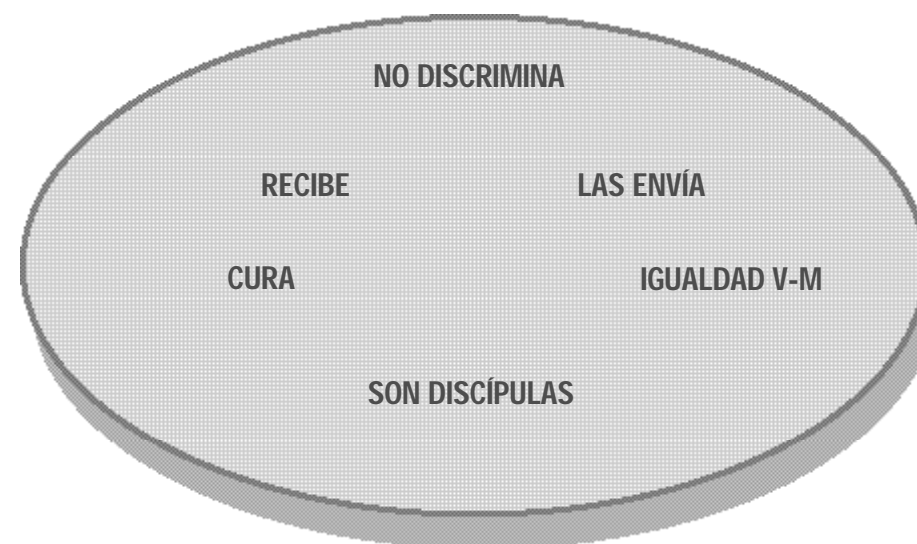 NO DISCRIMINA
RECIBE LAS ENVÍA
CURA IGUALDAD V-M
SON DISCÍPULAS